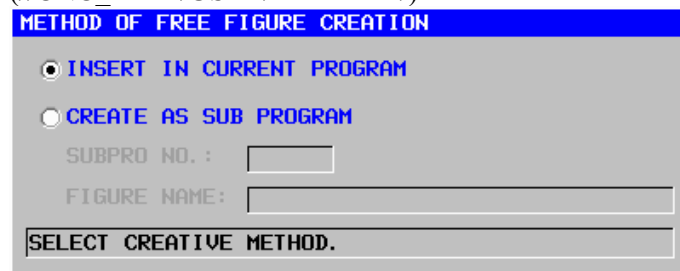 METHOD OF FREE FIGURE CREATION
INSERT IN CURRENT PROGRAM
CREATE AS SUB PROGRAM
SUBPRO NO.:
FIGURE NAME:
SELECT CREATIVE METHOD.